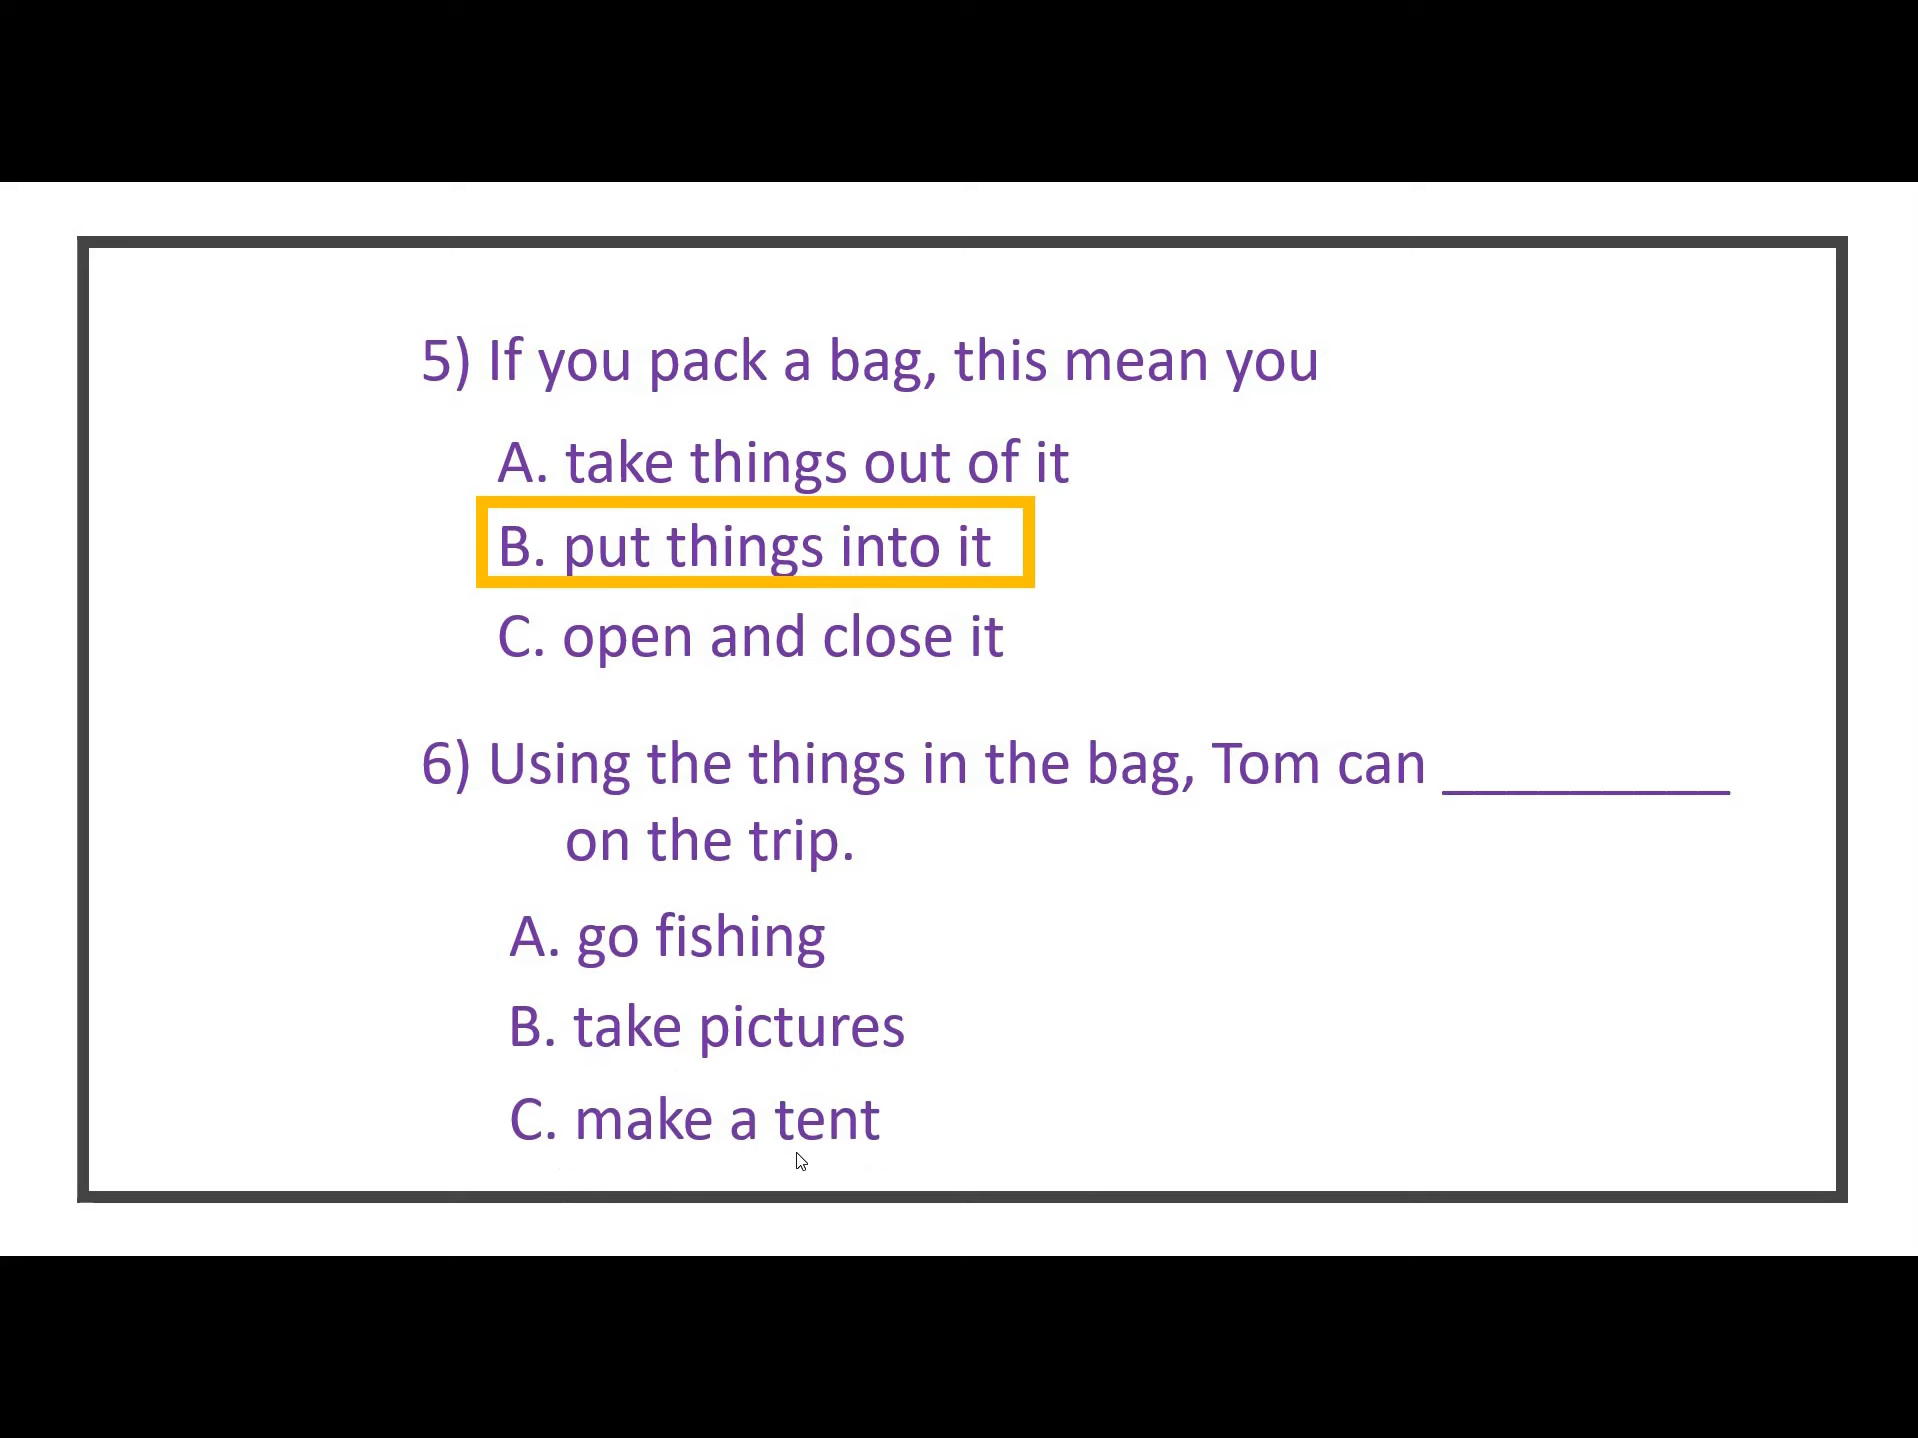 5) If you pack a bag, this mean you
A. take things out of it
B. put things into it
C. open and close it
6) Using the things in the bag, Tom can _________
on the trip.
A. go fishing
B. take pictures
C. make a tent